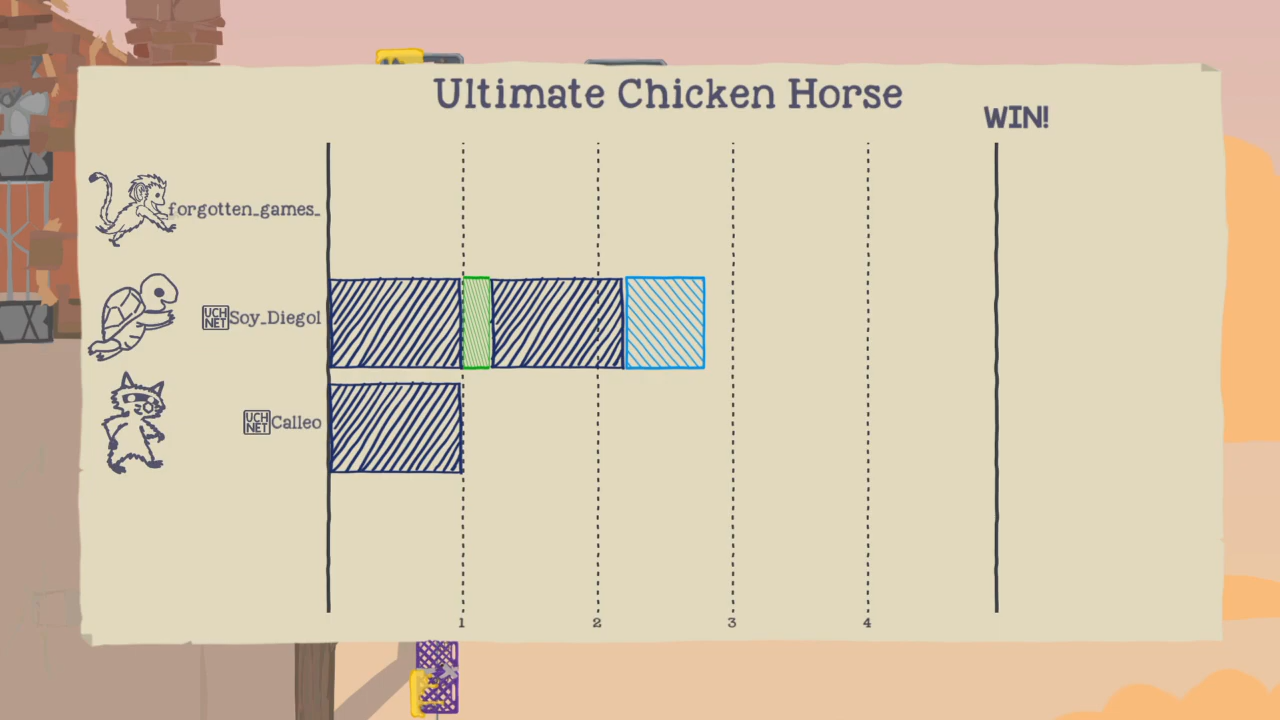 Ultimate Chicken Horse
WIN!
forgotten_games_
UCH NET Soy_Diegol
UCH NET Calleo
1 2 3 4